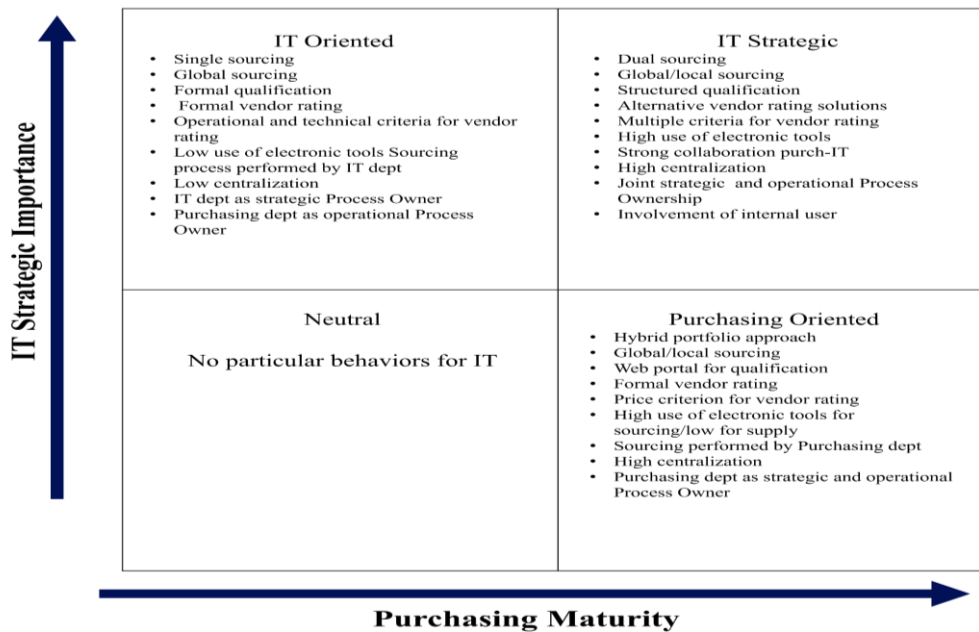 IT Strategic Importance
IT Oriented
• Single sourcing
• Global sourcing
• Formal qualification
• Formal vendor rating
• Operational and technical criteria for vendor
rating
• Low use of electronic tools Sourcing
process performed by IT dept
• Low centralization
• IT dept as strategic Process Owner
• Purchasing dept as operational Process
Owner
IT Strategic
• Dual sourcing
• Global/local sourcing
• Structured qualification
• Alternative vendor rating solutions
• Multiple criteria for vendor rating
• High use of electronic tools
• Strong collaboration purch-IT
• High centralization
• Joint strategic and operational Process
Ownership
• Involvement of internal user
Neutral
No particular behaviors for IT
Purchasing Oriented
• Hybrid portfolio approach
• Global/local sourcing
• Web portal for qualification
• Formal vendor rating
• Price criterion for vendor rating
• High use of electronic tools for
sourcing/low for supply
• Sourcing performed by Purchasing dept
• High centralization
• Purchasing dept as strategic and operational
Process Owner
Purchasing Maturity